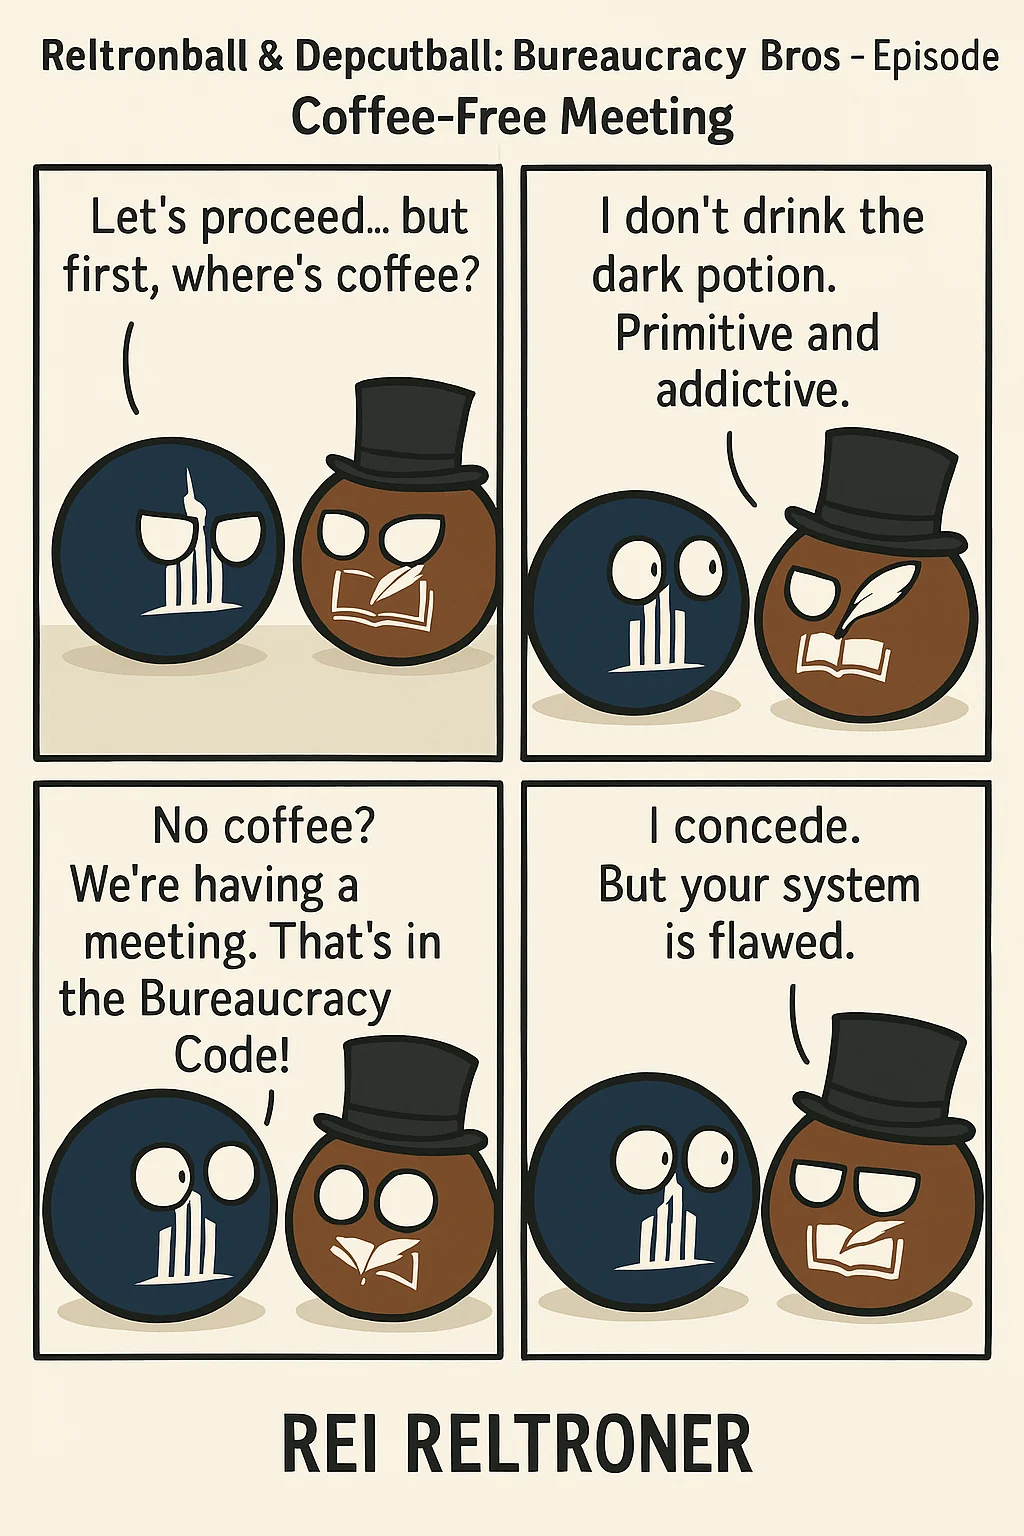 Reltronball & Depcutball: Bureaucracy Bros - Episode
Coffee-Free Meeting
Let's proceed... but
first, where's coffee?
I don't drink the
dark potion.
Primitive and
addictive.
No coffee?
We're having a
meeting. That's in
the Bureaucracy
Code!
I concede.
But your system
is flawed.
REI RELTRONER